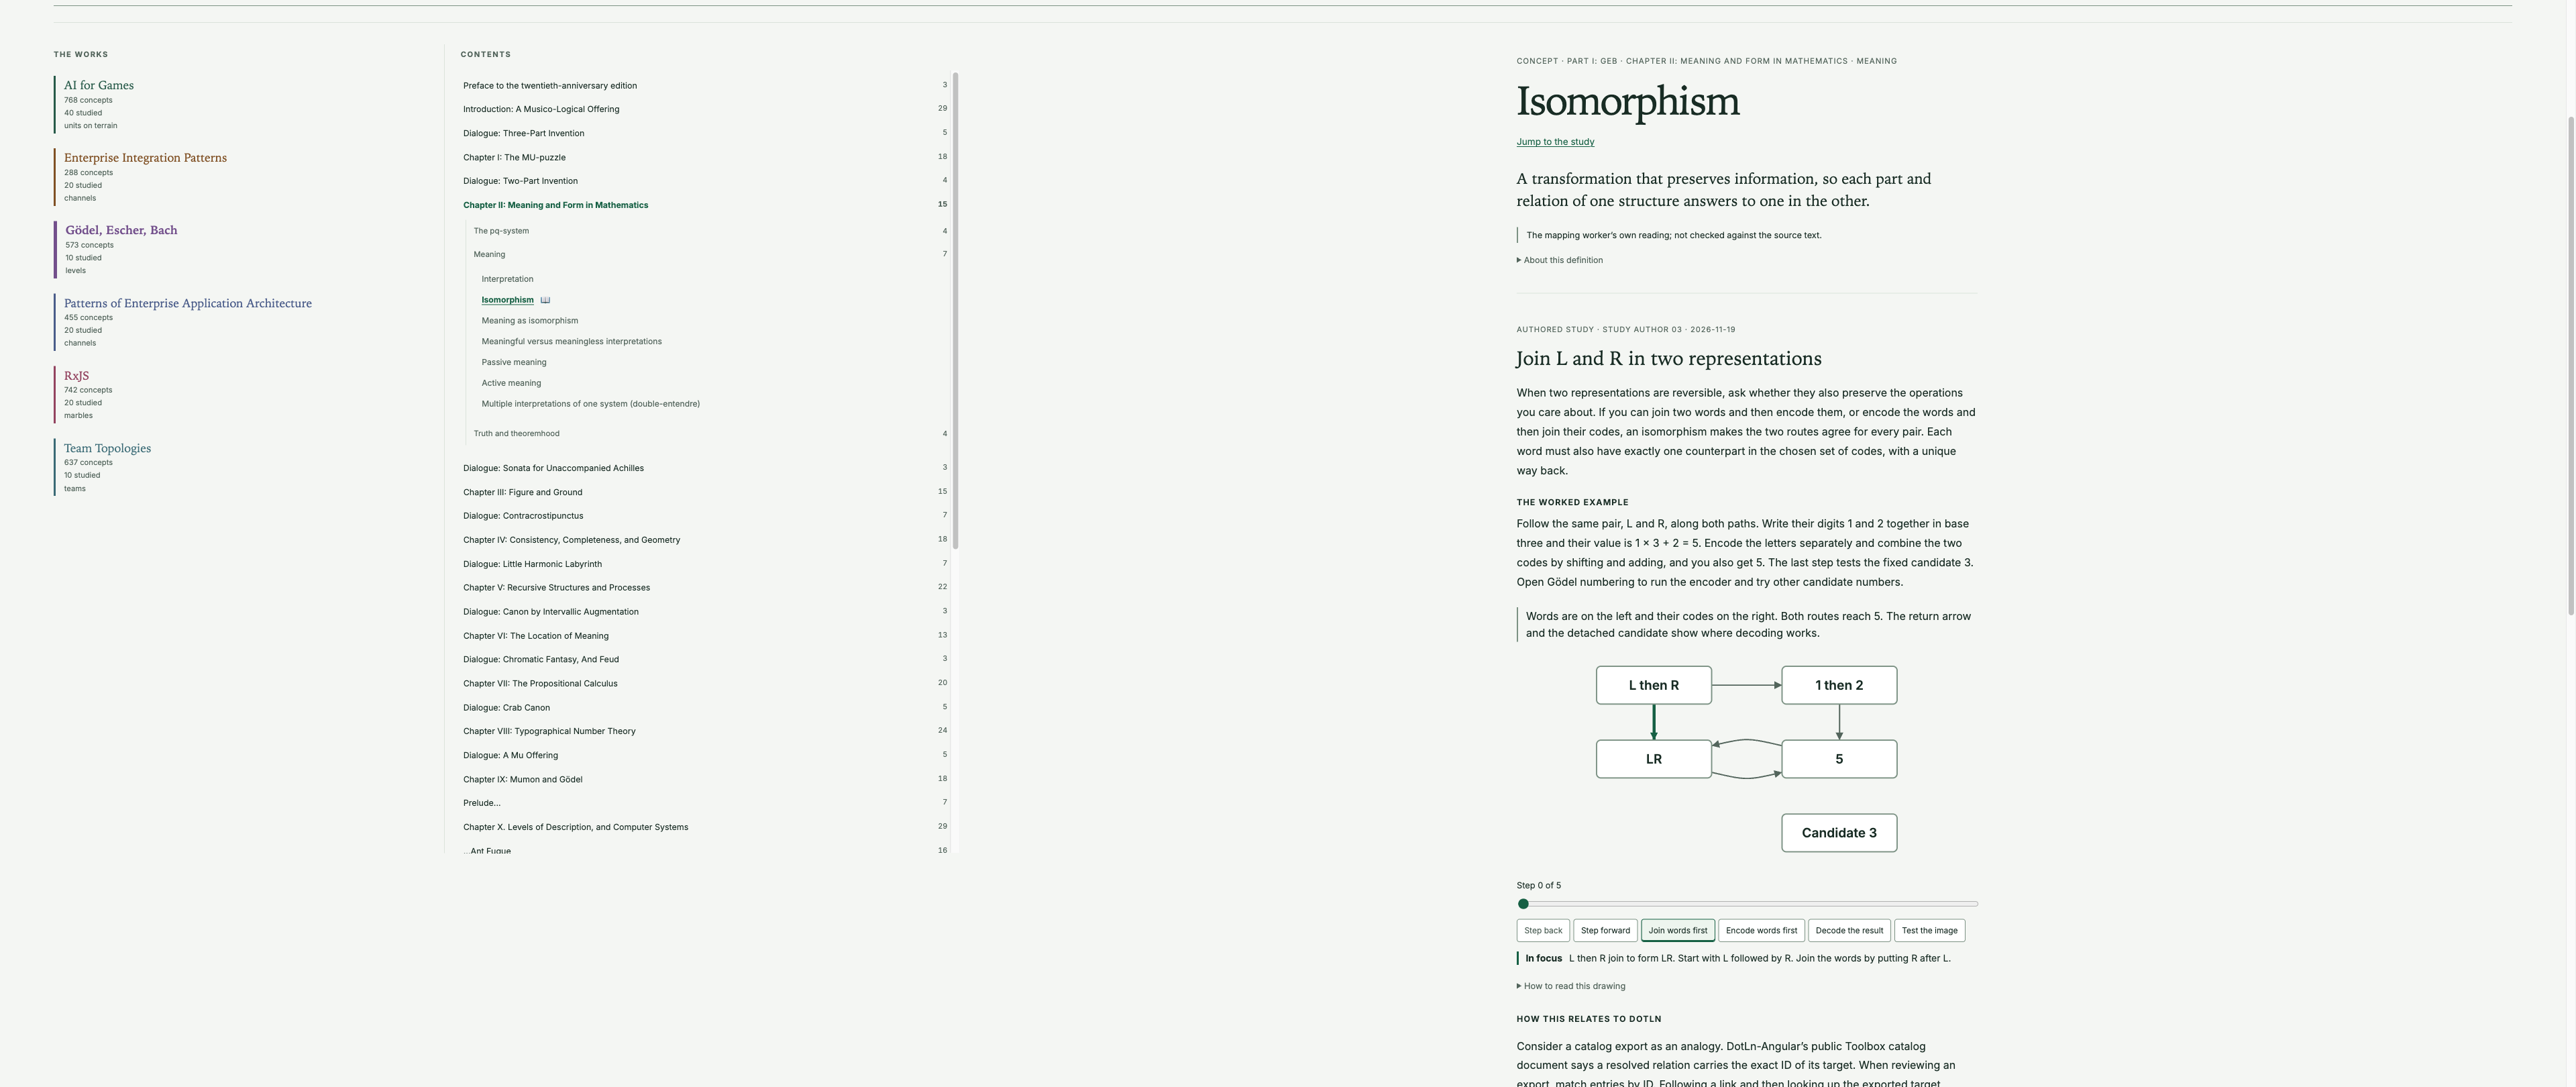 THE WORKS
AI for Games
768 concepts
40 studied
units on terrain
Enterprise Integration Patterns
288 concepts
20 studied
channels
Gödel, Escher, Bach
573 concepts
10 studied
levels
Patterns of Enterprise Application Architecture
455 concepts
20 studied
channels
RxJS
742 concepts
20 studied
marbles
Team Topologies
637 concepts
10 studied
teams
CONTENTS
Preface to the twentieth-anniversary edition 3
Introduction: A Musico-Logical Offering 29
Dialogue: Three-Part Invention 5
Chapter I: The MU-puzzle 18
Dialogue: Two-Part Invention 4
Chapter II: Meaning and Form in Mathematics 15
The pq-system 4
Meaning 7
Interpretation
Isomorphism
Meaning as isomorphism
Meaningful versus meaningless interpretations
Passive meaning
Active meaning
Multiple interpretations of one system (double-entendre)
Truth and theoremhood 4
Dialogue: Sonata for Unaccompanied Achilles 3
Chapter III: Figure and Ground 15
Dialogue: Contracrostipunctus 7
Chapter IV: Consistency, Completeness, and Geometry 18
Dialogue: Little Harmonic Labyrinth 7
Chapter V: Recursive Structures and Processes 22
Dialogue: Canon by Intervallic Augmentation 3
Chapter VI: The Location of Meaning 13
Dialogue: Chromatic Fantasy, And Feud 3
Chapter VII: The Propositional Calculus 20
Dialogue: Crab Canon 5
Chapter VIII: Typographical Number Theory 24
Dialogue: A Mu Offering 5
Chapter IX: Mumon and Gödel 18
Prelude... 7
Chapter X. Levels of Description, and Computer Systems 29
...Ant Fugue 16
CONCEPT · PART I: GEB · CHAPTER II: MEANING AND FORM IN MATHEMATICS · MEANING
Isomorphism
Jump to the study
A transformation that preserves information, so each part and
relation of one structure answers to one in the other.
The mapping worker's own reading; not checked against the source text.
About this definition
AUTHORED STUDY · STUDY AUTHOR 03 · 2026-11-19
Join L and R in two representations
When two representations are reversible, ask whether they also preserve the operations
you care about. If you can join two words and then encode them, or encode the words and
then join their codes, an isomorphism makes the two routes agree for every pair. Each
word must also have exactly one counterpart in the chosen set of codes, with a unique
way back.
THE WORKED EXAMPLE
Follow the same pair, L and R, along both paths. Write their digits 1 and 2 together in base
three and their value is 1 × 3 + 2 = 5. Encode the letters separately and combine the two
codes by shifting and adding, and you also get 5. The last step tests the fixed candidate 3.
Open Gödel numbering to run the encoder and try other candidate numbers.
Words are on the left and their codes on the right. Both routes reach 5. The return arrow
and the detached candidate show where decoding works.
L then R
1 then 2
LR
5
Candidate 3
Step 0 of 5
Step back
Step forward
Join words first
Encode words first
Decode the result
Test the image
In focus L then R join to form LR. Start with L followed by R. Join the words by putting R after L.
How to read this drawing
HOW THIS RELATES TO DOTLN
Consider a catalog export as an analogy. DotLn-Angular's public Toolbox catalog
document says a resolved relation carries the exact ID of its target. When reviewing an
export, match entries by ID. Following a link and then looking up the exported target